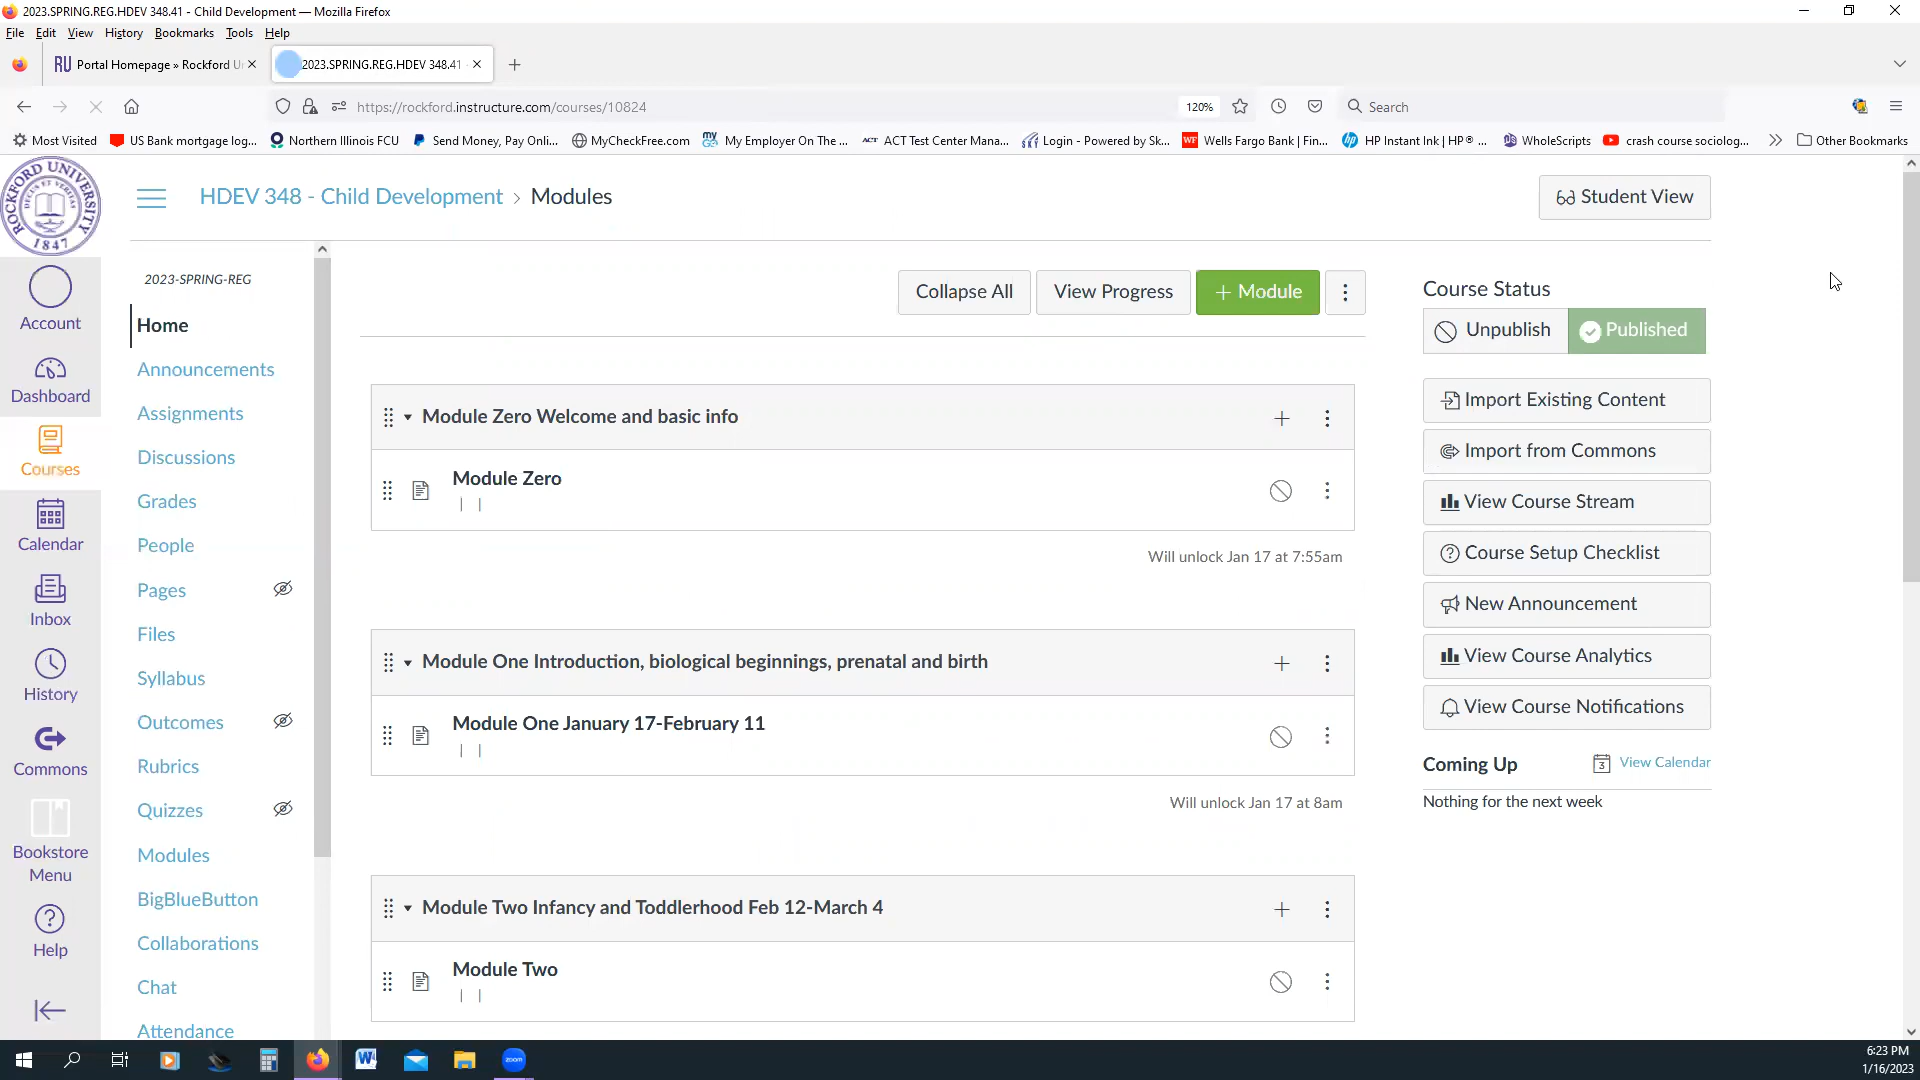 2023.SPRING.REG.HDEV 348.41 - Child Development — Mozilla Firefox
File Edit View History Bookmarks Tools Help
RU Portal Homepage » Rockford U
2023.SPRING.REG.HDEV 348.41
https://rockford.instructure.com/courses/10824
120%
Search
Most Visited
US Bank mortgage log...
Northern Illinois FCU
Send Money, Pay Onli...
MyCheckFree.com
My Employer On The ...
ACT Test Center Mana...
Login - Powered by Sk...
Wells Fargo Bank | Fin...
HP Instant Ink | HP® ...
WholeScripts
crash course sociolog...
Other Bookmarks
ROCKFORD UNIVERSITY
1847
HDEV 348 - Child Development › Modules
Student View
Account
Dashboard
Courses
Calendar
Inbox
History
Commons
Bookstore
Menu
Help
2023-SPRING-REG
Home
Announcements
Assignments
Discussions
Grades
People
Pages
Files
Syllabus
Outcomes
Rubrics
Quizzes
Modules
BigBlueButton
Collaborations
Chat
Attendance
Collapse All
View Progress
+ Module
Module Zero Welcome and basic info
Module Zero
| |
Will unlock Jan 17 at 7:55am
Module One Introduction, biological beginnings, prenatal and birth
Module One January 17-February 11
| |
Will unlock Jan 17 at 8am
Module Two Infancy and Toddlerhood Feb 12-March 4
Module Two
| |
Course Status
Unpublish
Published
Import Existing Content
Import from Commons
View Course Stream
Course Setup Checklist
New Announcement
View Course Analytics
View Course Notifications
Coming Up
3 View Calendar
Nothing for the next week
zoom
6:23 PM
1/16/2023